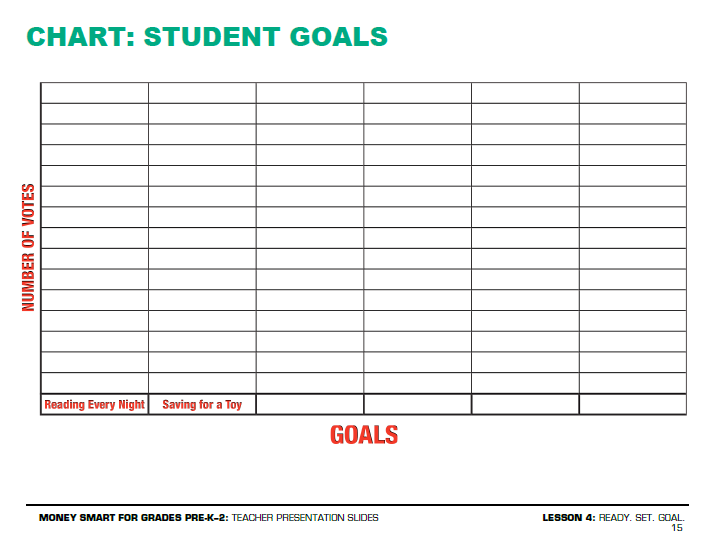 CHART: STUDENT GOALS
NUMBER OF VOTES
Reading Every Night
Saving for a Toy
GOALS
MONEY SMART FOR GRADES PRE-K–2: TEACHER PRESENTATION SLIDES
LESSON 4: READY. SET. GOAL.
15